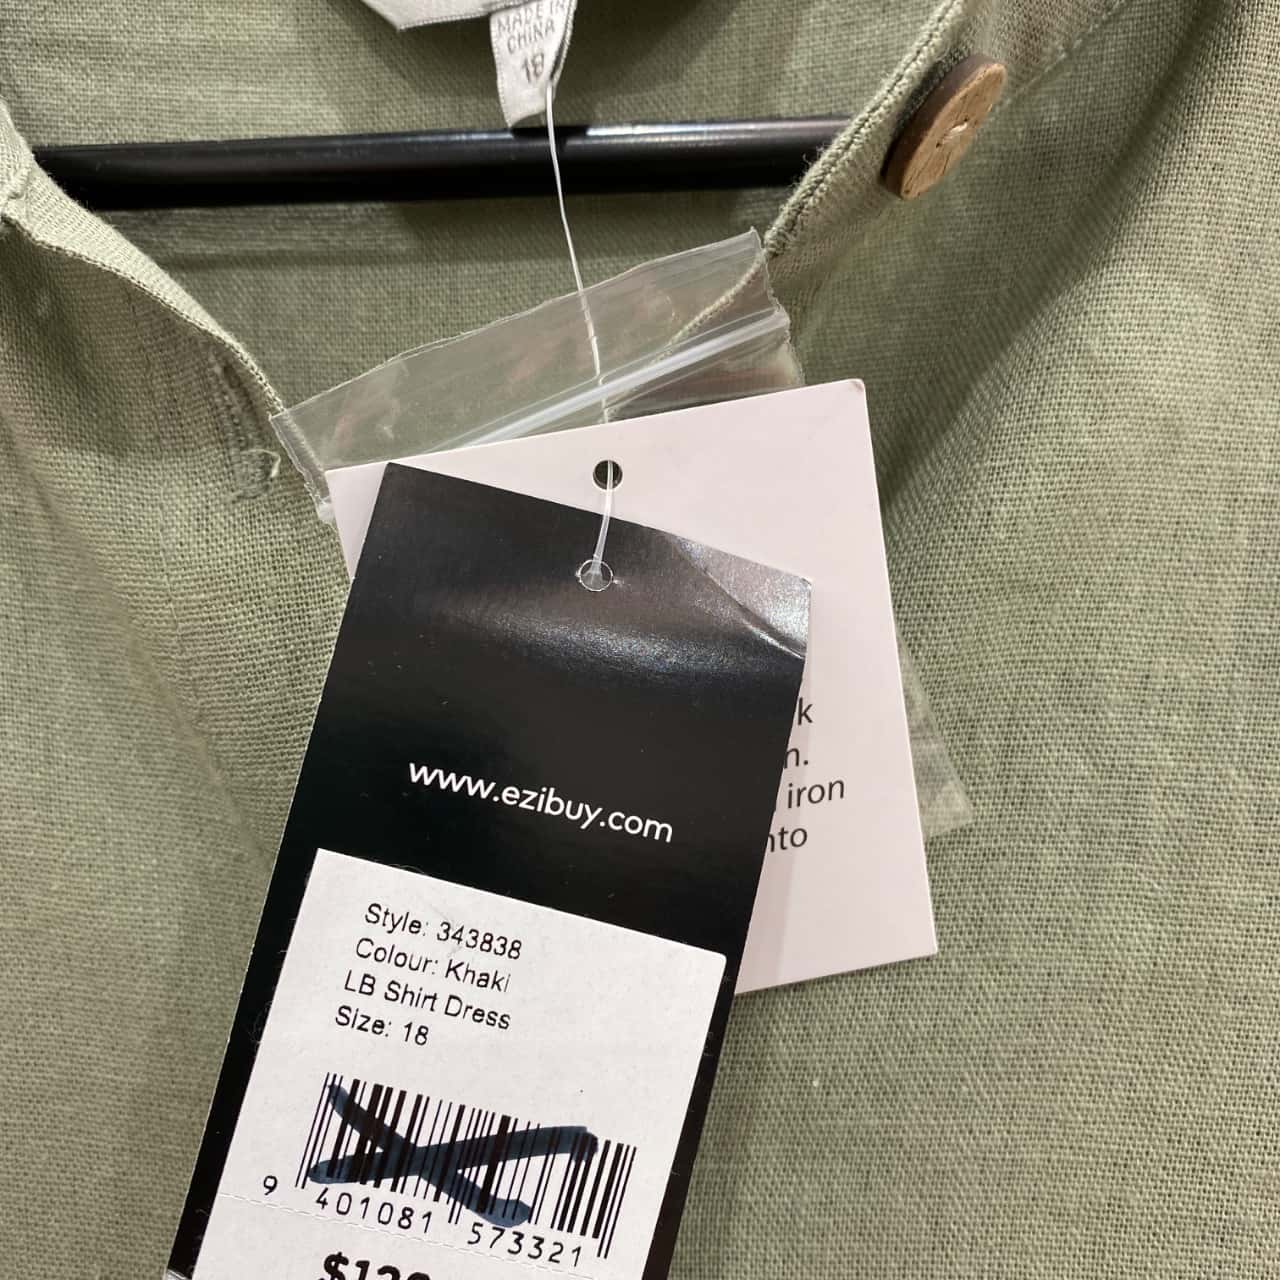 MADE IN
CHINA
18
k
n.
iron
nto
www.ezibuy.com
Style: 343838
Colour: Khaki
LB Shirt Dress
Size: 18
9 401081 573321